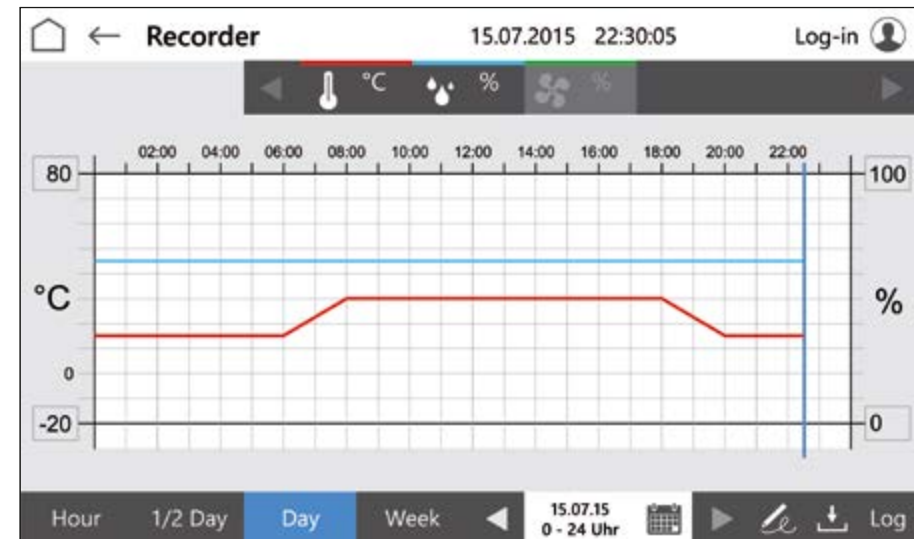 Recorder 15.07.2015 22:30:05 Log-in
°C % %
02:00 04:00 06:00 08:00 10:00 12:00 14:00 16:00 18:00 20:00 22:00
80 100
°C %
0
-20 0
Hour 1/2 Day Day Week 15.07.15 Log
0 - 24 Uhr